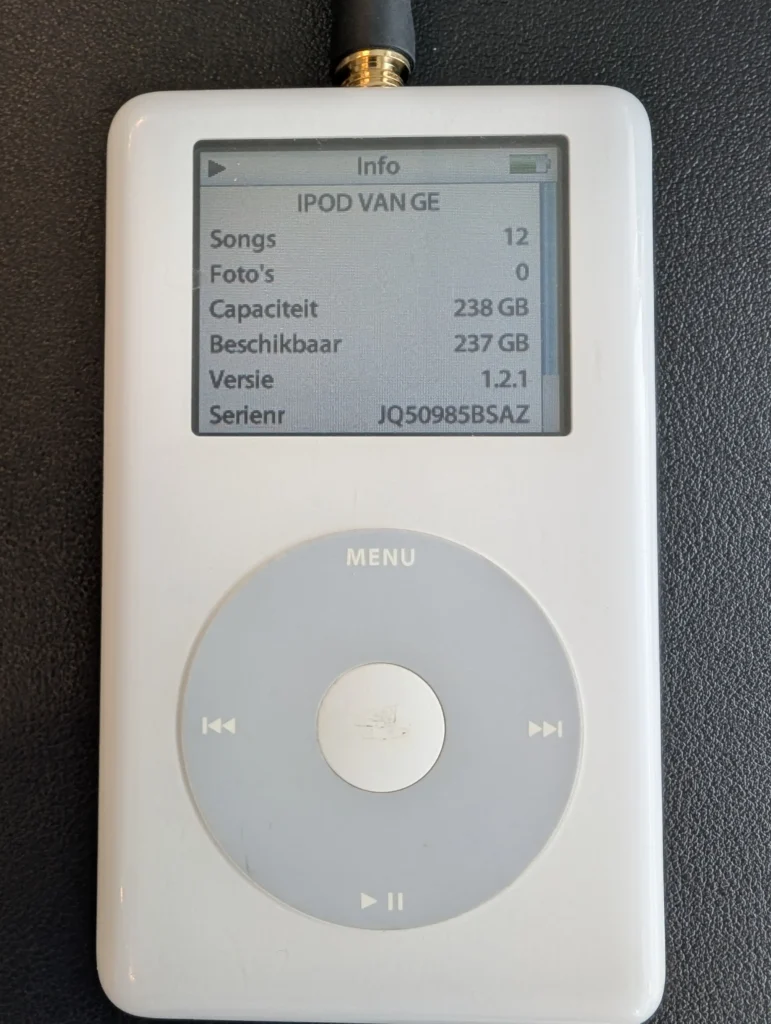 Info
IPOD VAN GE
Songs 12
Foto's 0
Capaciteit 238 GB
Beschikbaar 237 GB
Versie 1.2.1
Serienr JQ50985BSAZ
MENU